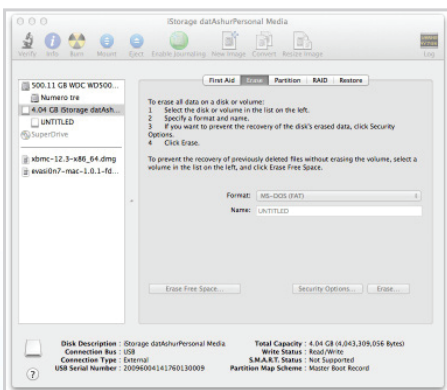 iStorage datAshurPersonal Media
Verify Info Burn Mount Eject Enable Journaling New Image Convert Resize Image Log
First Aid Erase Partition RAID Restore
500.11 GB WDC WD500...
Numero tre
4.04 GB iStorage datAsh...
UNTITLED
SuperDrive
xbmc-12.3-x86_64.dmg
evasi0n7-mac-1.0.1-fd...
To erase all data on a disk or volume:
1 Select the disk or volume in the list on the left.
2 Specify a format and name.
3 If you want to prevent the recovery of the disk's erased data, click Security
Options...
4 Click Erase.
To prevent the recovery of previously deleted files without erasing the volume, select a
volume in the list on the left, and click Erase Free Space.
Format: MS-DOS (FAT)
Name: UNTITLED
Erase Free Space... Security Options... Erase...
Disk Description : iStorage datAshurPersonal Media Total Capacity : 4.04 GB (4,043,309,056 Bytes)
Connection Bus : USB Write Status : Read/Write
Connection Type : External S.M.A.R.T. Status : Not Supported
USB Serial Number : 20096004141760130009 Partition Map Scheme : Master Boot Record
?